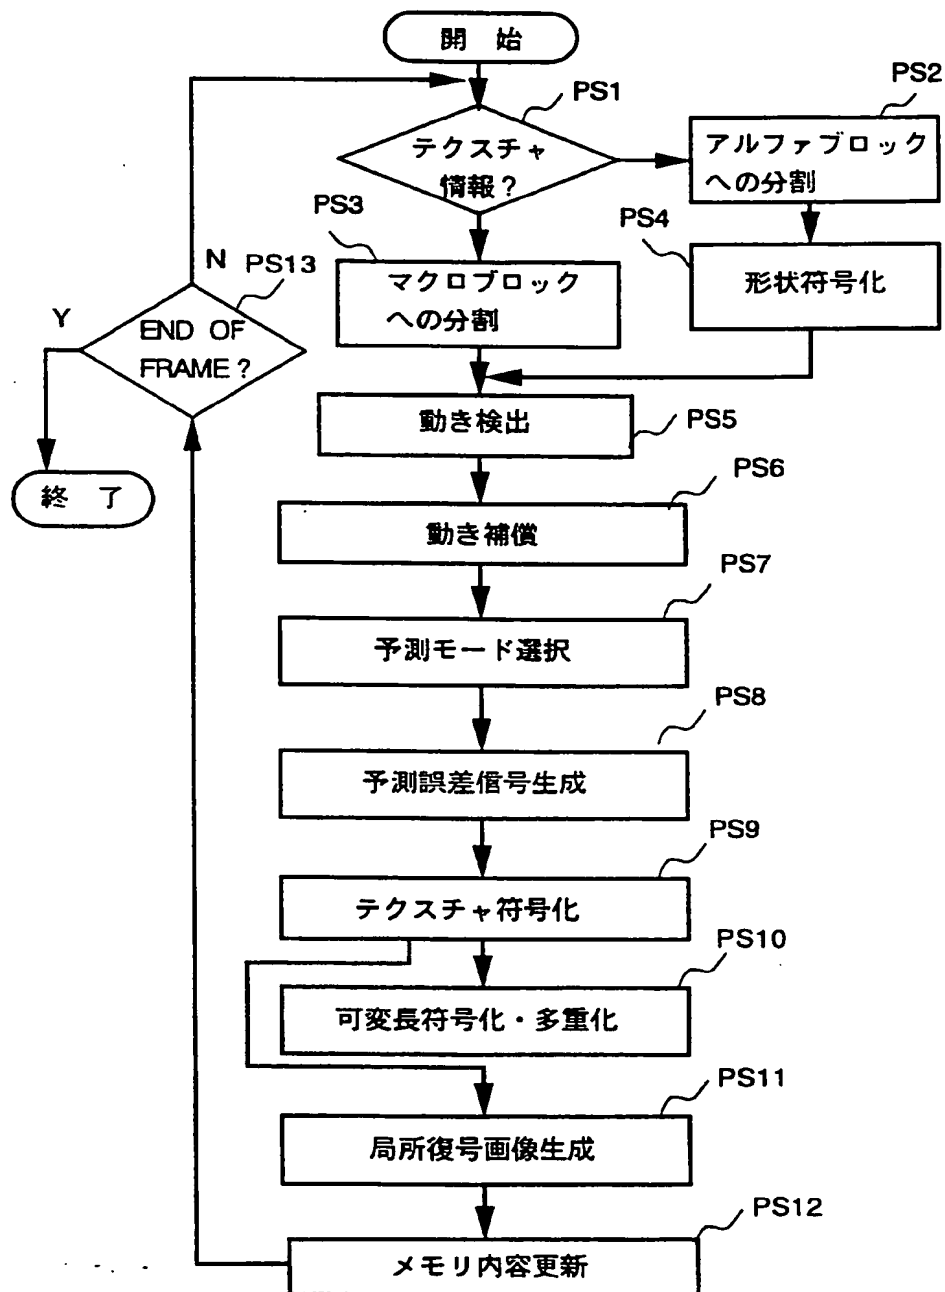 開 始
PS1
テクスチャ
情報?
PS2
アルファブロック
への分割
PS3
マクロブロック
への分割
PS4
形状符号化
N
PS13
Y
END OF
FRAME?
終 了
動き検出
PS5
PS6
動き補償
PS7
予測モード選択
PS8
予測誤差信号生成
PS9
テクスチャ符号化
PS10
可変長符号化・多重化
PS11
局所復号画像生成
PS12
メモリ内容更新